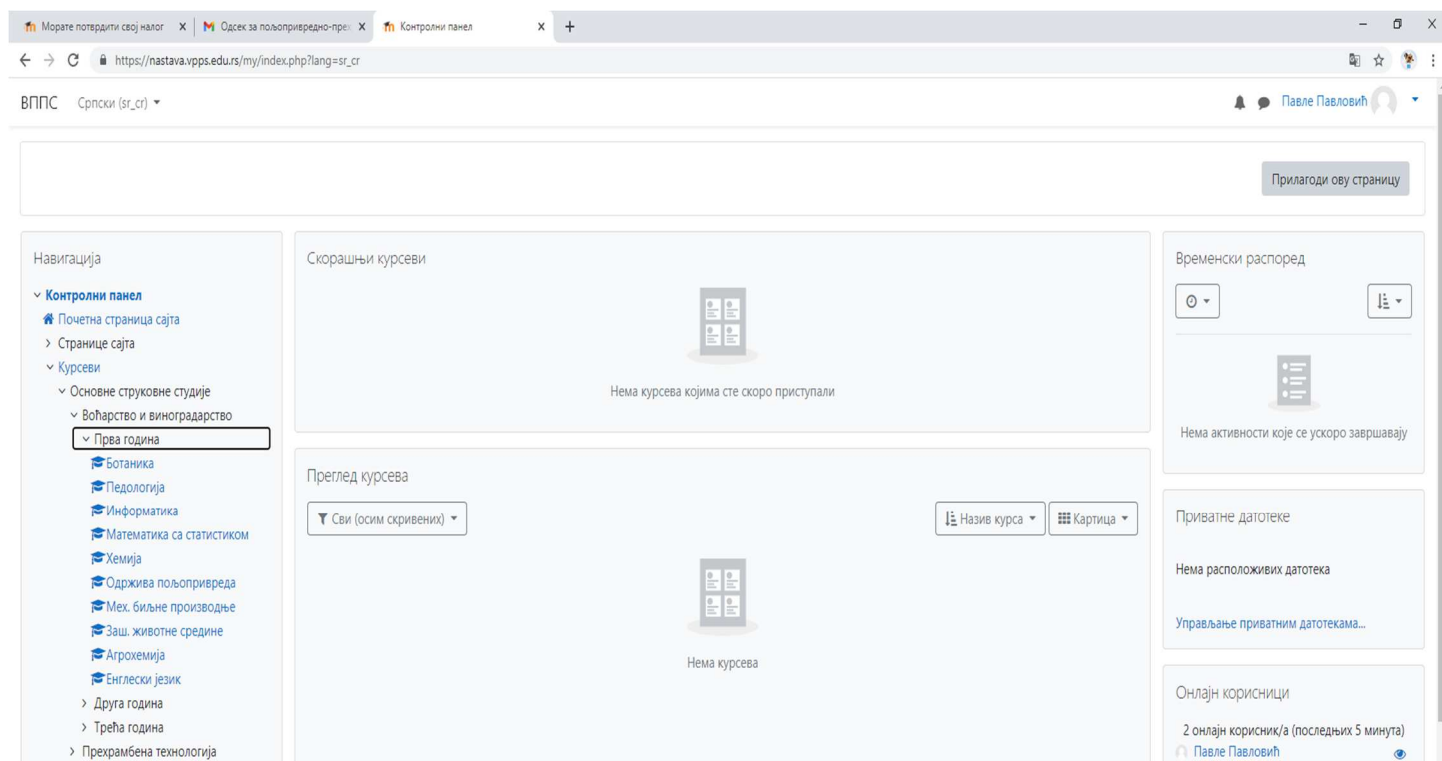 Морате потврдити свој налог
Одсек за пољопривредно-прех
Контролни панел
https://nastava.vpps.edu.rs/my/index.php?lang=sr_cr
ВППС Српски (sr_cr)
Павле Павловић
Прилагоди ову страницу
Навигација
Контролни панел
Почетна страница сајта
Странице сајта
Курсеви
Основне струковне студије
Воћарство и виноградарство
Прва година
Ботаника
Педологија
Информатика
Математика са статистиком
Хемија
Одржива пољопривреда
Мех. биљне производње
Заш. животне средине
Агрохемија
Енглески језик
Друга година
Трећа година
Прехрамбена технологија
Скорашњи курсеви
Нема курсева којима сте скоро приступали
Преглед курсева
Сви (осим скривених)
Назив курса
Картица
Нема курсева
Временски распоред
Нема активности које се ускоро завршавају
Приватне датотеке
Нема расположивих датотека
Управљање приватним датотекама...
Онлајн корисници
2 онлајн корисник/а (последњих 5 минута)
Павле Павловић